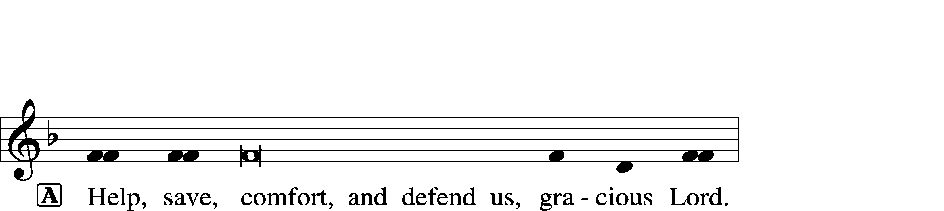 A Help, save, comfort, and defend us, gra - cious Lord.